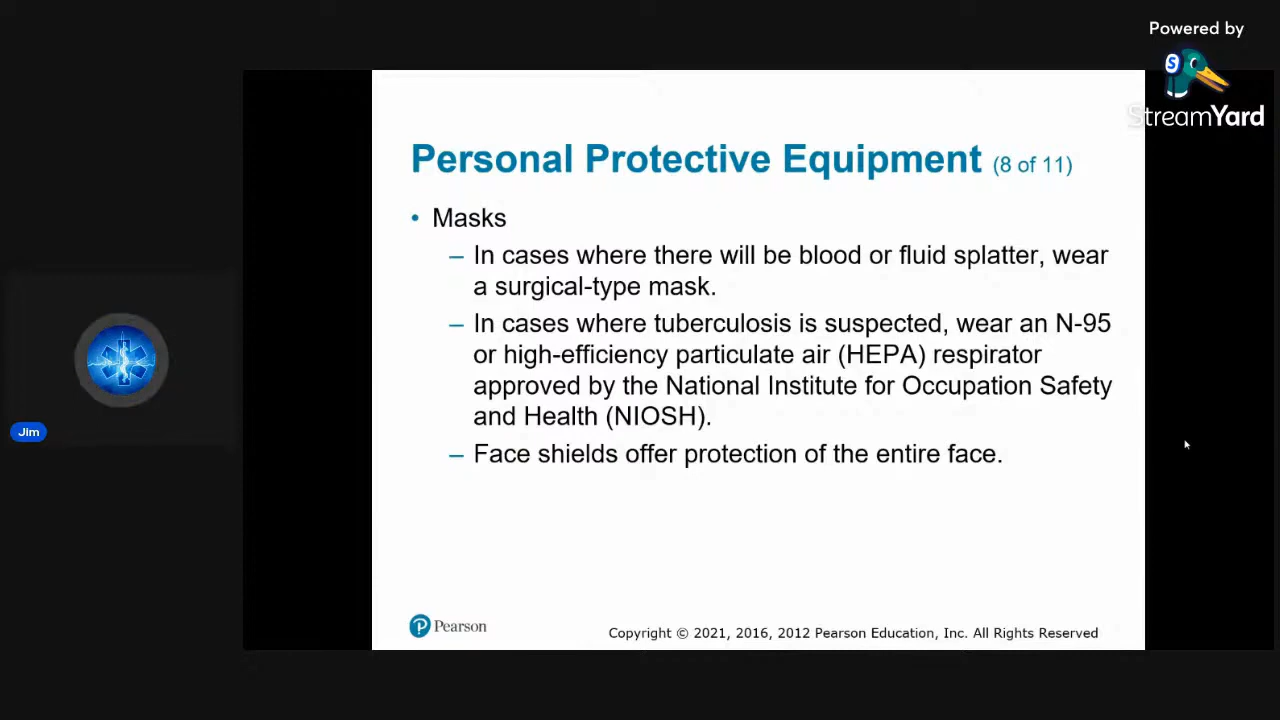 Powered by
StreamYard
Personal Protective Equipment (8 of 11)
• Masks
– In cases where there will be blood or fluid splatter, wear
a surgical-type mask.
– In cases where tuberculosis is suspected, wear an N-95
or high-efficiency particulate air (HEPA) respirator
approved by the National Institute for Occupation Safety
and Health (NIOSH).
– Face shields offer protection of the entire face.
Jim
P Pearson
Copyright © 2021, 2016, 2012 Pearson Education, Inc. All Rights Reserved